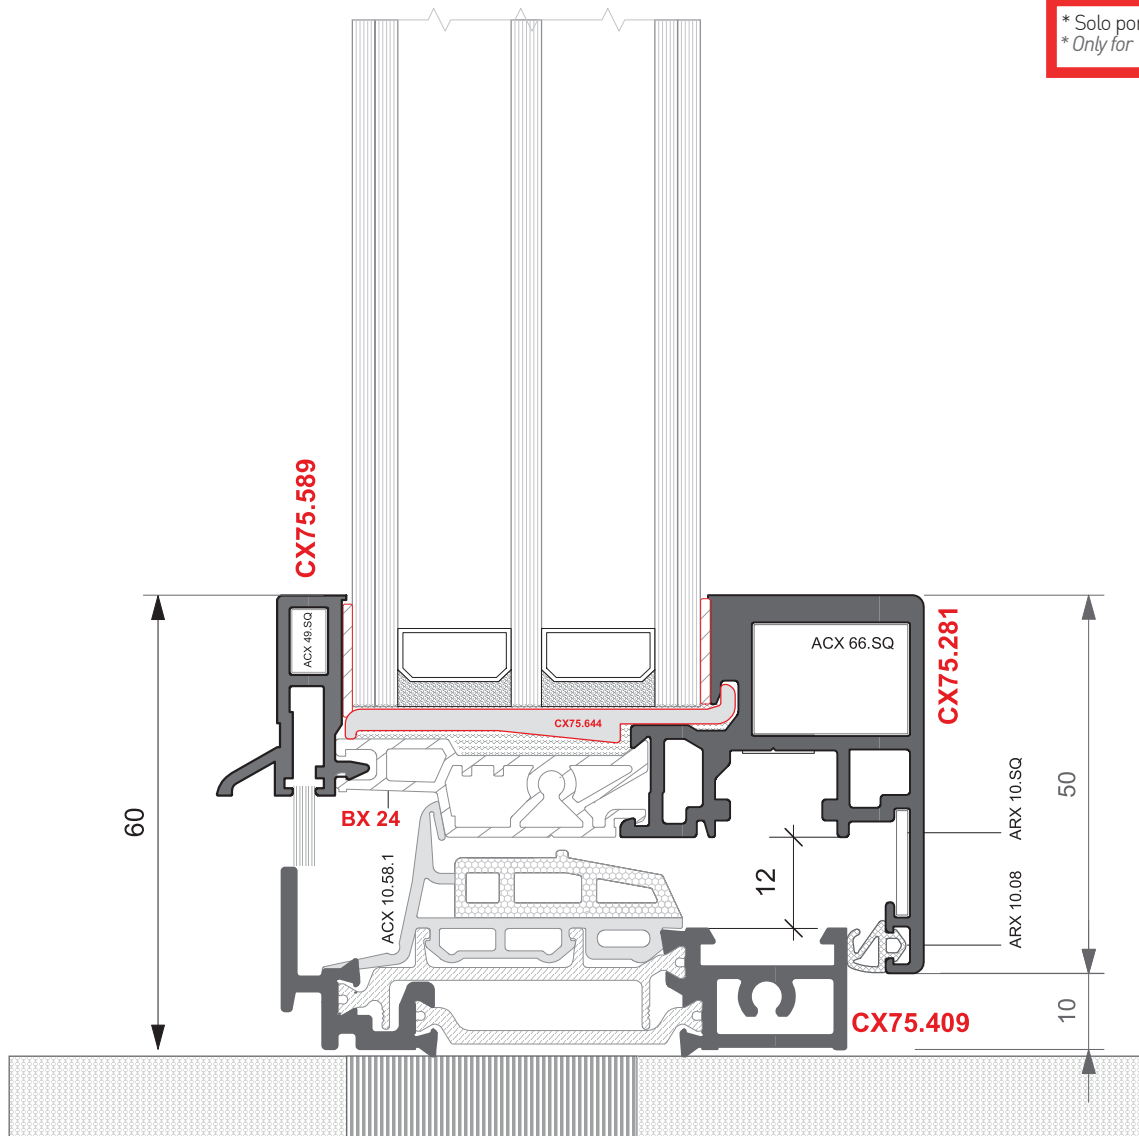 * Solo
* Only for
CX75.589
ACX 49.SQ
ACX 66.SQ
CX75.281
CX75.644
BX 24
60
50
ARX 10.SQ
12
ACX 10.58.1
ARX 10.08
10
CX75.409